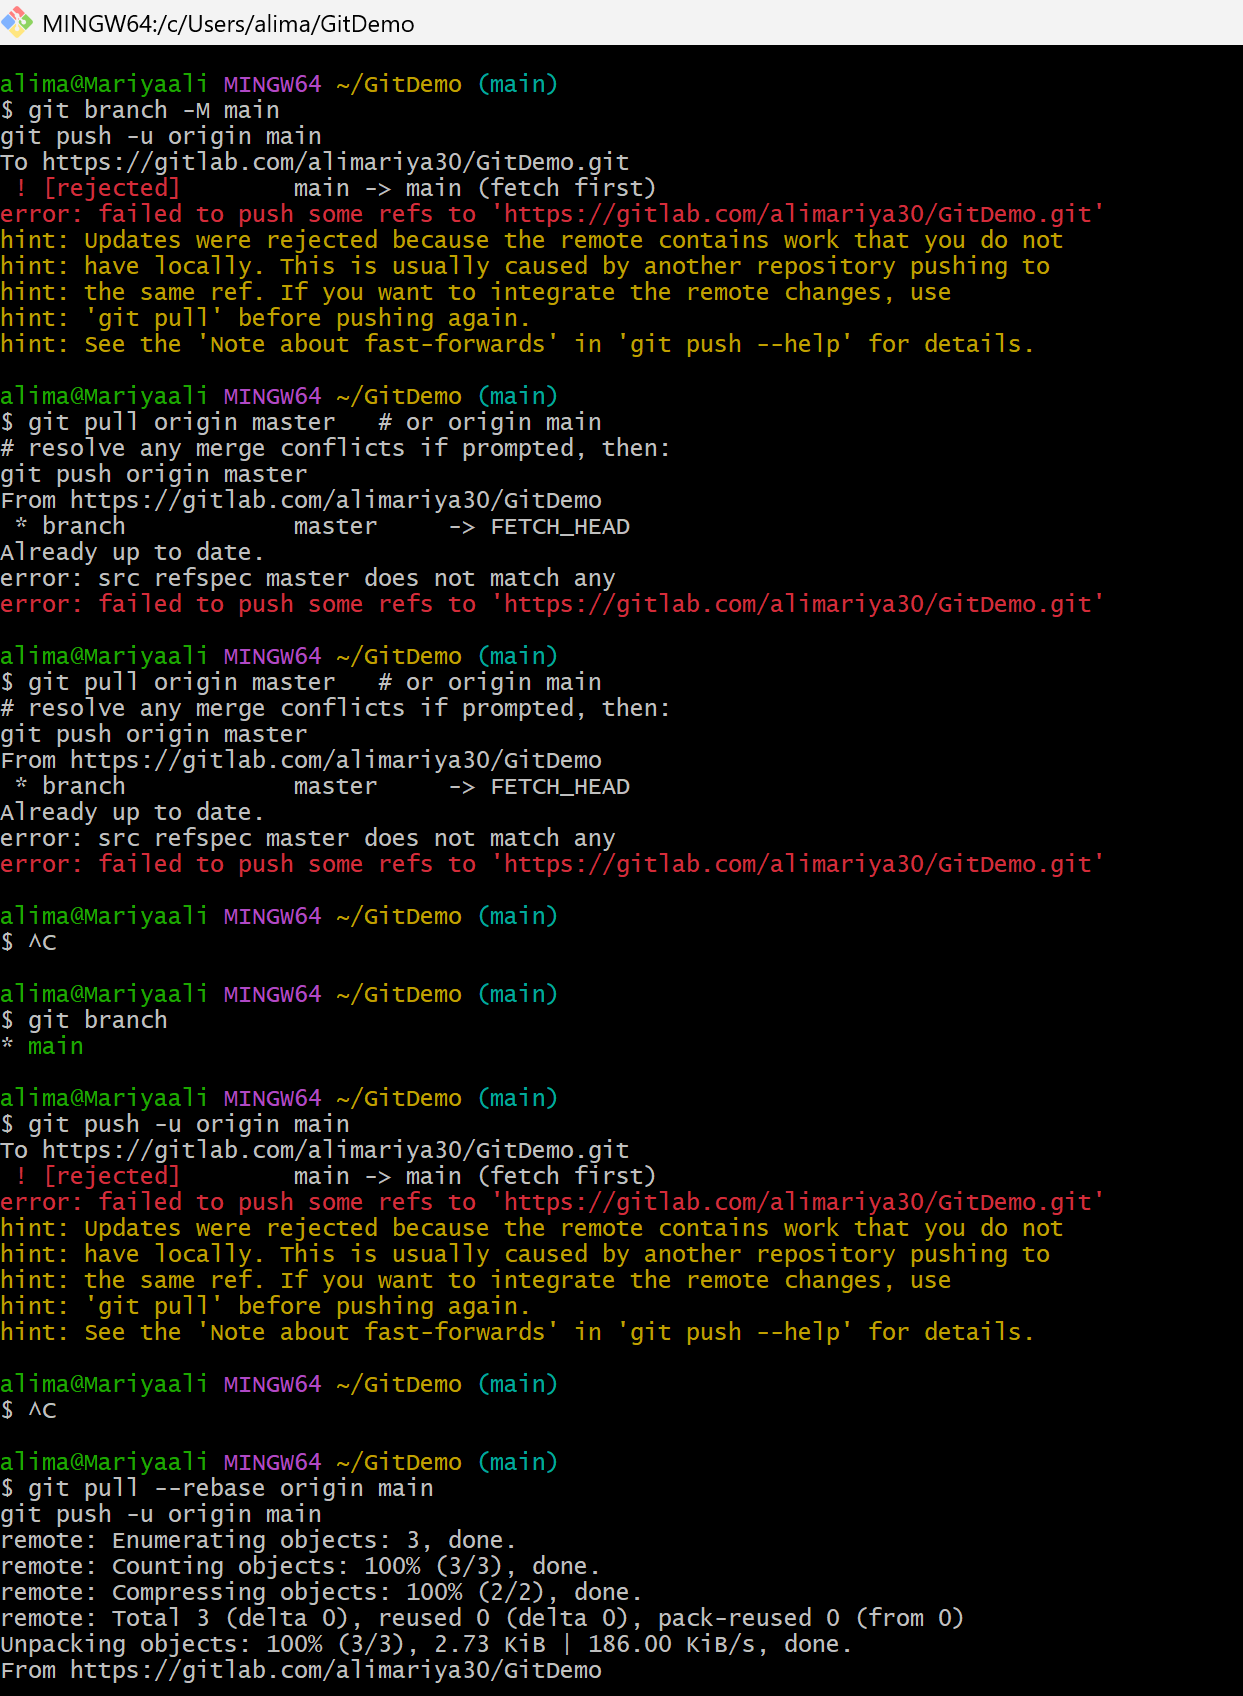 MINGW64:/c/Users/alima/GitDemo
alima@Mariyaali MINGW64 ~/GitDemo (main)
$ git branch -M main
git push -u origin main
To https://gitlab.com/alimariya30/GitDemo.git
 ! [rejected]        main -> main (fetch first)
error: failed to push some refs to 'https://gitlab.com/alimariya30/GitDemo.git'
hint: Updates were rejected because the remote contains work that you do not
hint: have locally. This is usually caused by another repository pushing to
hint: the same ref. If you want to integrate the remote changes, use
hint: 'git pull' before pushing again.
hint: See the 'Note about fast-forwards' in 'git push --help' for details.
alima@Mariyaali MINGW64 ~/GitDemo (main)
$ git pull origin master   # or origin main
# resolve any merge conflicts if prompted, then:
git push origin master
From https://gitlab.com/alimariya30/GitDemo
 * branch            master     -> FETCH_HEAD
Already up to date.
error: src refspec master does not match any
error: failed to push some refs to 'https://gitlab.com/alimariya30/GitDemo.git'
alima@Mariyaali MINGW64 ~/GitDemo (main)
$ git pull origin master   # or origin main
# resolve any merge conflicts if prompted, then:
git push origin master
From https://gitlab.com/alimariya30/GitDemo
 * branch            master     -> FETCH_HEAD
Already up to date.
error: src refspec master does not match any
error: failed to push some refs to 'https://gitlab.com/alimariya30/GitDemo.git'
alima@Mariyaali MINGW64 ~/GitDemo (main)
$ ^C
alima@Mariyaali MINGW64 ~/GitDemo (main)
$ git branch
* main
alima@Mariyaali MINGW64 ~/GitDemo (main)
$ git push -u origin main
To https://gitlab.com/alimariya30/GitDemo.git
 ! [rejected]        main -> main (fetch first)
error: failed to push some refs to 'https://gitlab.com/alimariya30/GitDemo.git'
hint: Updates were rejected because the remote contains work that you do not
hint: have locally. This is usually caused by another repository pushing to
hint: the same ref. If you want to integrate the remote changes, use
hint: 'git pull' before pushing again.
hint: See the 'Note about fast-forwards' in 'git push --help' for details.
alima@Mariyaali MINGW64 ~/GitDemo (main)
$ ^C
alima@Mariyaali MINGW64 ~/GitDemo (main)
$ git pull --rebase origin main
git push -u origin main
remote: Enumerating objects: 3, done.
remote: Counting objects: 100% (3/3), done.
remote: Compressing objects: 100% (2/2), done.
remote: Total 3 (delta 0), reused 0 (delta 0), pack-reused 0 (from 0)
Unpacking objects: 100% (3/3), 2.73 KiB | 186.00 KiB/s, done.
From https://gitlab.com/alimariya30/GitDemo